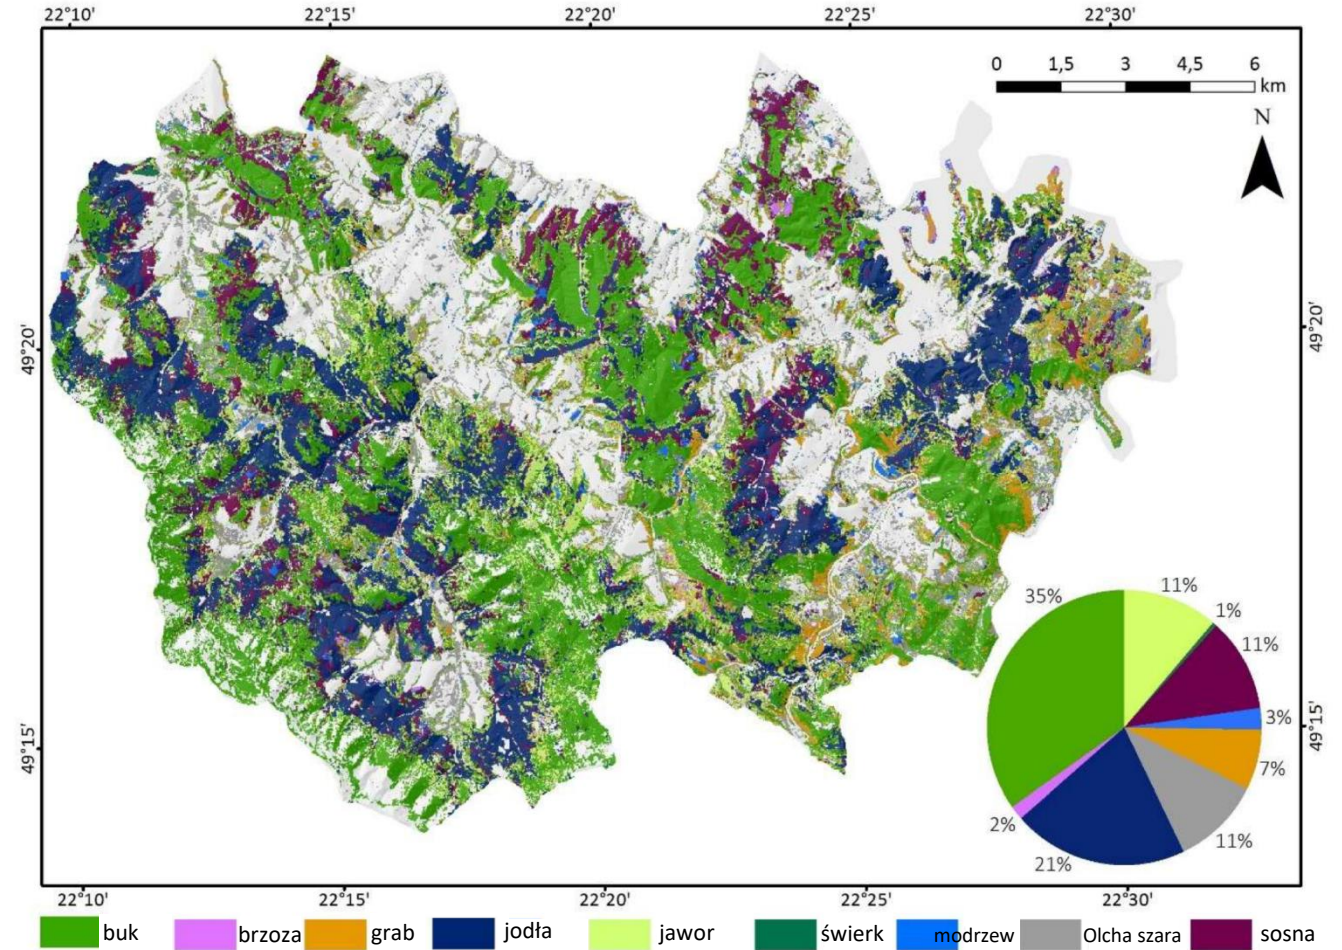 22°10' 22°15' 22°20' 22°25' 22°30'
0 1,5 3 4,5 6
km
N
49°20' 49°20'
35% 11% 1%
11%
3%
7%
11%
21%
2%
49°15' 49°15'
22°10' 22°15' 22°20' 22°25' 22°30'
buk brzoza grab jodła jawor świerk modrzew Olcha szara sosna